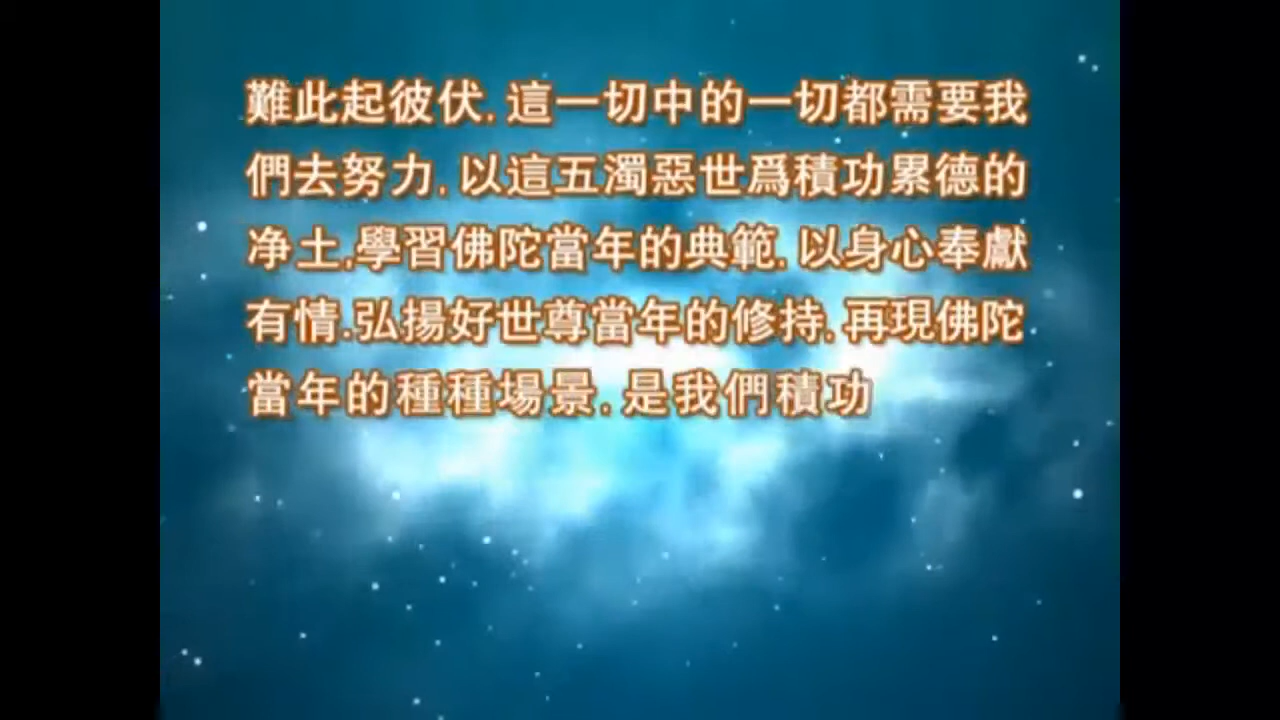 難此起彼伏.這一切中的一切都需要我
們去努力.以這五濁惡世爲積功累德的
净土.學習佛陀當年的典範.以身心奉獻
有情.弘揚好世尊當年的修持.再現佛陀
當年的種種場景.是我們積功